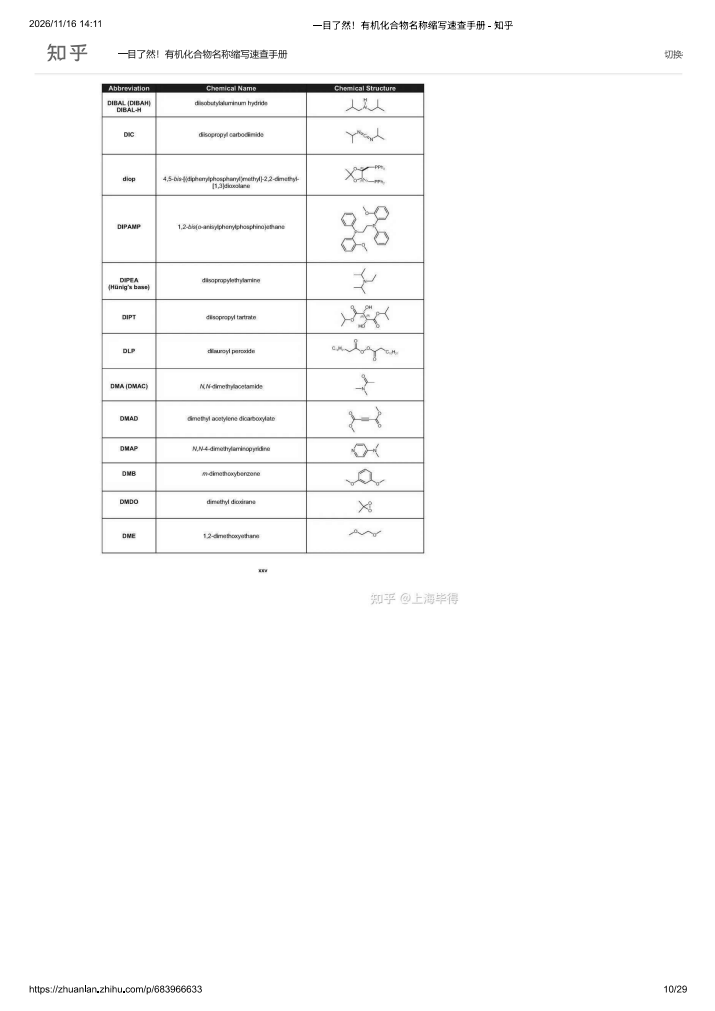 2026/11/16 14:11
一目了然！有机化合物名称缩写速查手册 - 知乎
知乎
一目了然！有机化合物名称缩写速查手册
切换
Abbreviation Chemical Name Chemical Structure
DIBAL (DIBAH)
DIBAL-H
diisobutylaluminum hydride
DIC diisopropyl carbodiimide
diop 4,5-bis-[(diphenylphosphanyl)methyl]-2,2-dimethyl-
[1,3]dioxolane
PPh₂
PPh₂
DIPAMP 1,2-bis(o-anisylphenylphosphino)ethane
DIPEA
(Hünig's base)
diisopropylethylamine
DIPT diisopropyl tartrate
OH
HO
DLP dilauroyl peroxide
DMA (DMAC) N,N-dimethylacetamide
DMAD dimethyl acetylene dicarboxylate
DMAP N,N-4-dimethylaminopyridine
DMB m-dimethoxybenzene
DMDO dimethyl dioxirane
DME 1,2-dimethoxyethane
xxv
知乎 @上海毕得
https://zhuanlan.zhihu.com/p/683966633
10/29